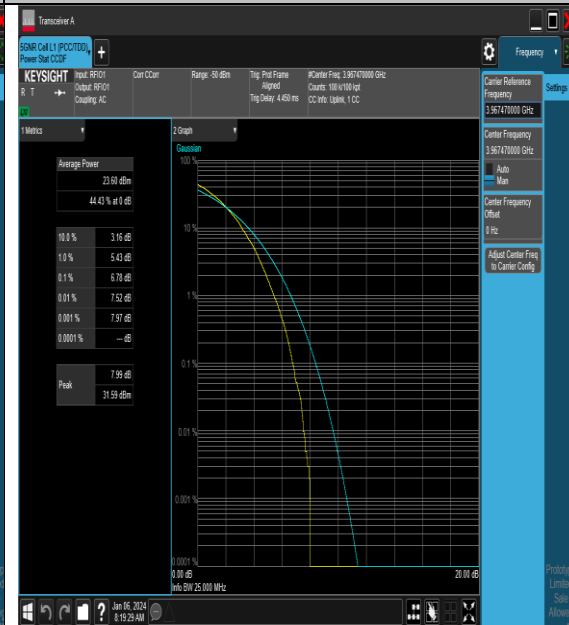 Transceiver A
5GNR Cell L1 (PCC/TDD),
Power Stat CCDF
Frequency
KEYSIGHT
R T
LW
Input: RFIO1
Output: RFIO1
Coupling: AC
Corr CCorr
Range: -50 dBm
Trig: Prot Frame
Aligned
Trig Delay: 4.450 ms
#Center Freq: 3.967470000 GHz
Counts: 100 k/100 kpt
CC Info: Uplink, 1 CC
Carrier Reference
Frequency
3.967470000 GHz
Settings
Center Frequency
3.967470000 GHz
Auto
Man
Center Frequency
Offset
0 Hz
Adjust Center Freq
to Carrier Config
1 Metrics
Average Power
23.60 dBm
44.43 % at 0 dB
10.0 % 3.16 dB
1.0 % 5.43 dB
0.1 % 6.78 dB
0.01 % 7.52 dB
0.001 % 7.97 dB
0.0001 % --- dB
Peak
7.99 dB
31.59 dBm
2 Graph
Gaussian
100 %
10 %
1 %
0.1 %
0.01 %
0.001 %
0.0001 %
0.00 dB
20.00 dB
Info BW 25.000 MHz
Jan 06, 2024
8:19:29 AM